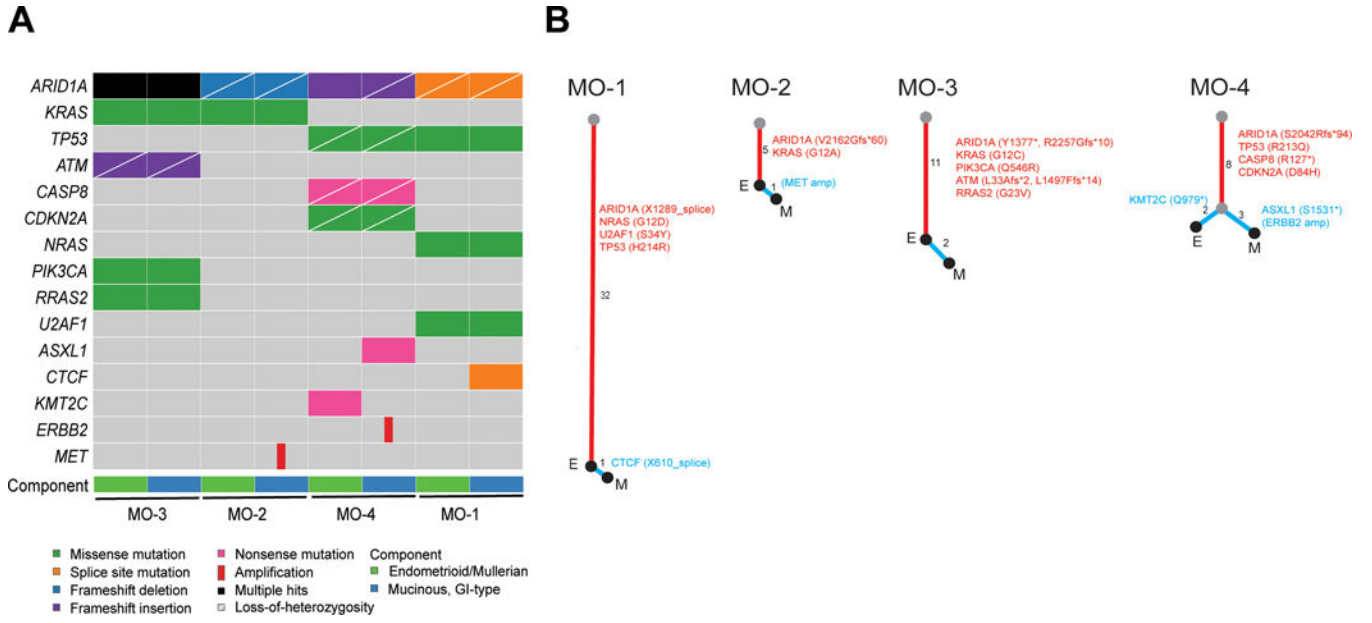 A
ARID1A
KRAS
TP53
ATM
CASP8
CDKN2A
NRAS
PIK3CA
RRAS2
U2AF1
ASXL1
CTCF
KMT2C
ERBB2
MET
Component
MO-3 MO-2 MO-4 MO-1
Missense mutation
Splice site mutation
Frameshift deletion
Frameshift insertion
Nonsense mutation
Amplification
Multiple hits
Loss-of-heterozygosity
Component
Endometrioid/Mullerian
Mucinous, GI-type
B
MO-1
ARID1A (X1289_splice)
NRAS (G12D)
U2AF1 (S34Y)
TP53 (H214R)
32
E
1
CTCF (X610_splice)
M
MO-2
ARID1A (V2162Gfs*60)
KRAS (G12A)
5
E
1
(MET amp)
M
MO-3
ARID1A (Y1377*, R2257Gfs*10)
KRAS (G12C)
PIK3CA (Q546R)
ATM (L33Afs*2, L1497Ffs*14)
RRAS2 (G23V)
11
E
2
M
MO-4
ARID1A (S2042Rfs*94)
TP53 (R213Q)
CASP8 (R127*)
CDKN2A (D84H)
8
KMT2C (Q979*)
2
E
3
ASXL1 (S1531*)
(ERBB2 amp)
M